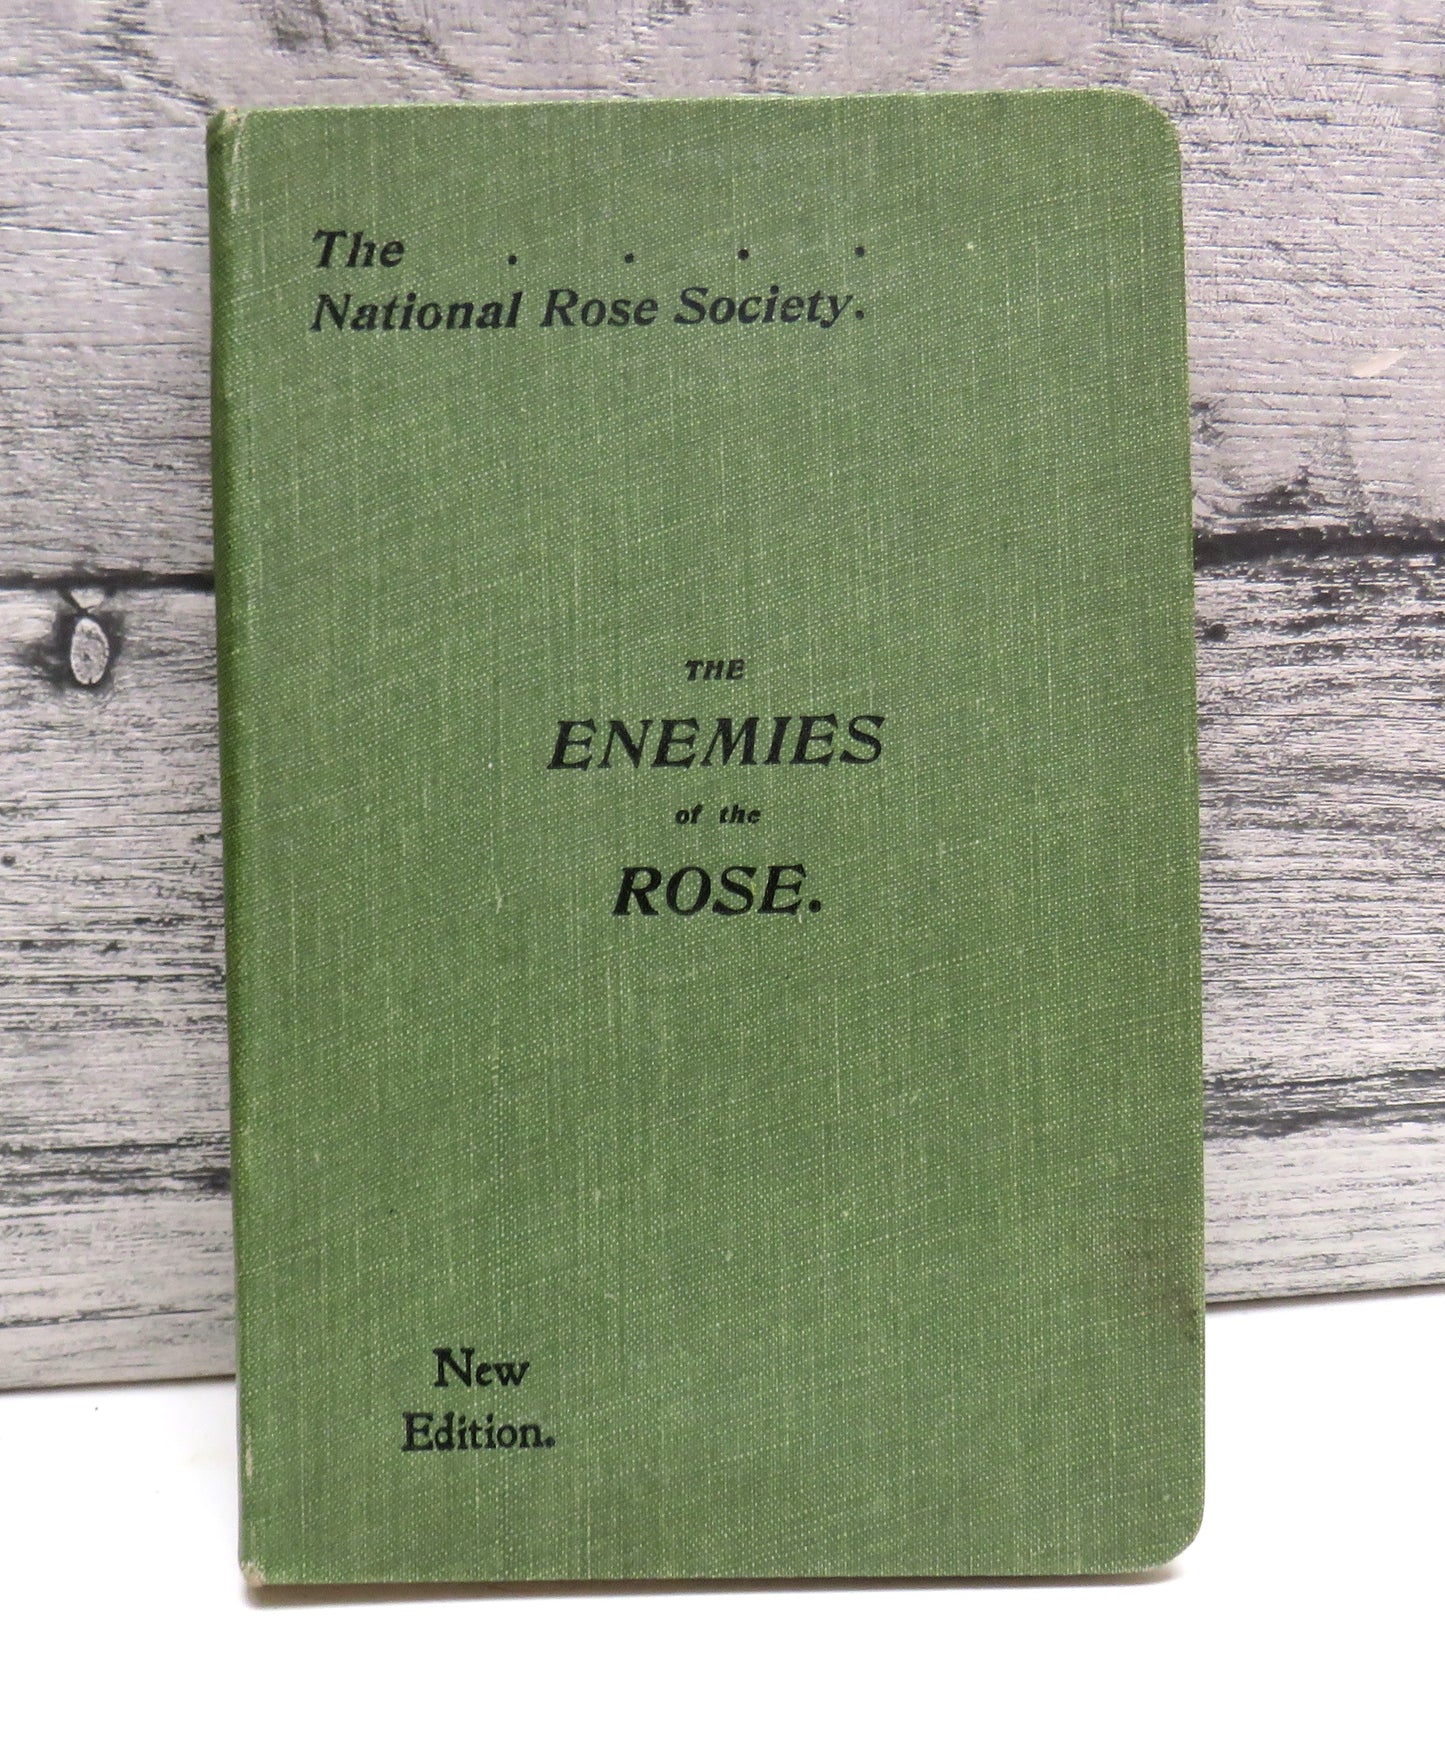 The . . . .
National Rose Society.
THE
ENEMIES
of the
ROSE.
New
Edition.